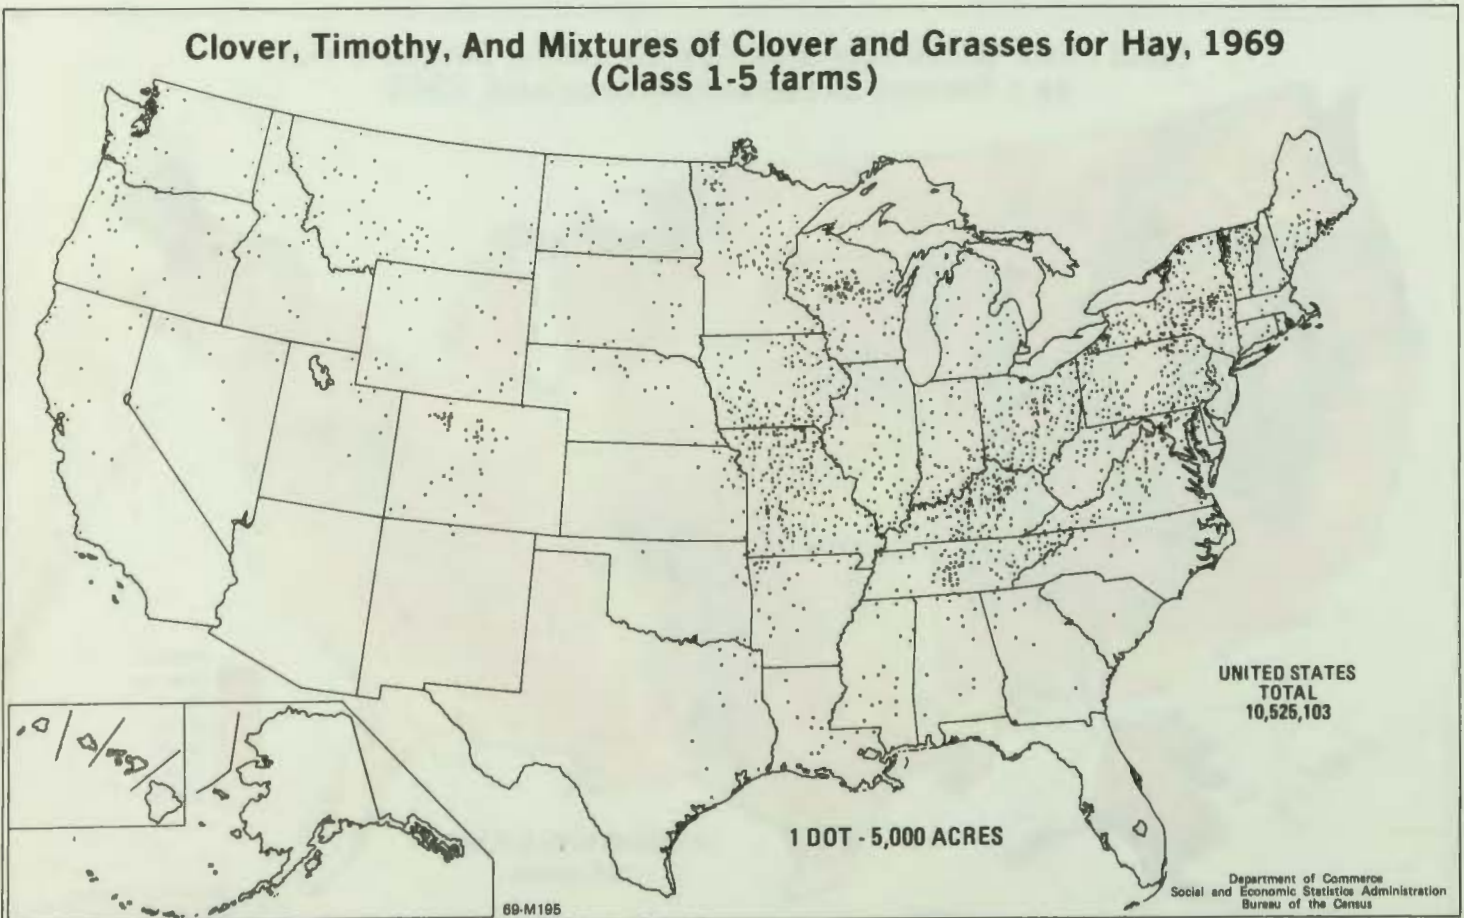 Clover, Timothy, And Mixtures of Clover and Grasses for Hay, 1969
(Class 1-5 farms)
UNITED STATES
TOTAL
10,525,103
1 DOT - 5,000 ACRES
Department of Commerce
Social and Economic Statistics Administration
Bureau of the Census
69-M195